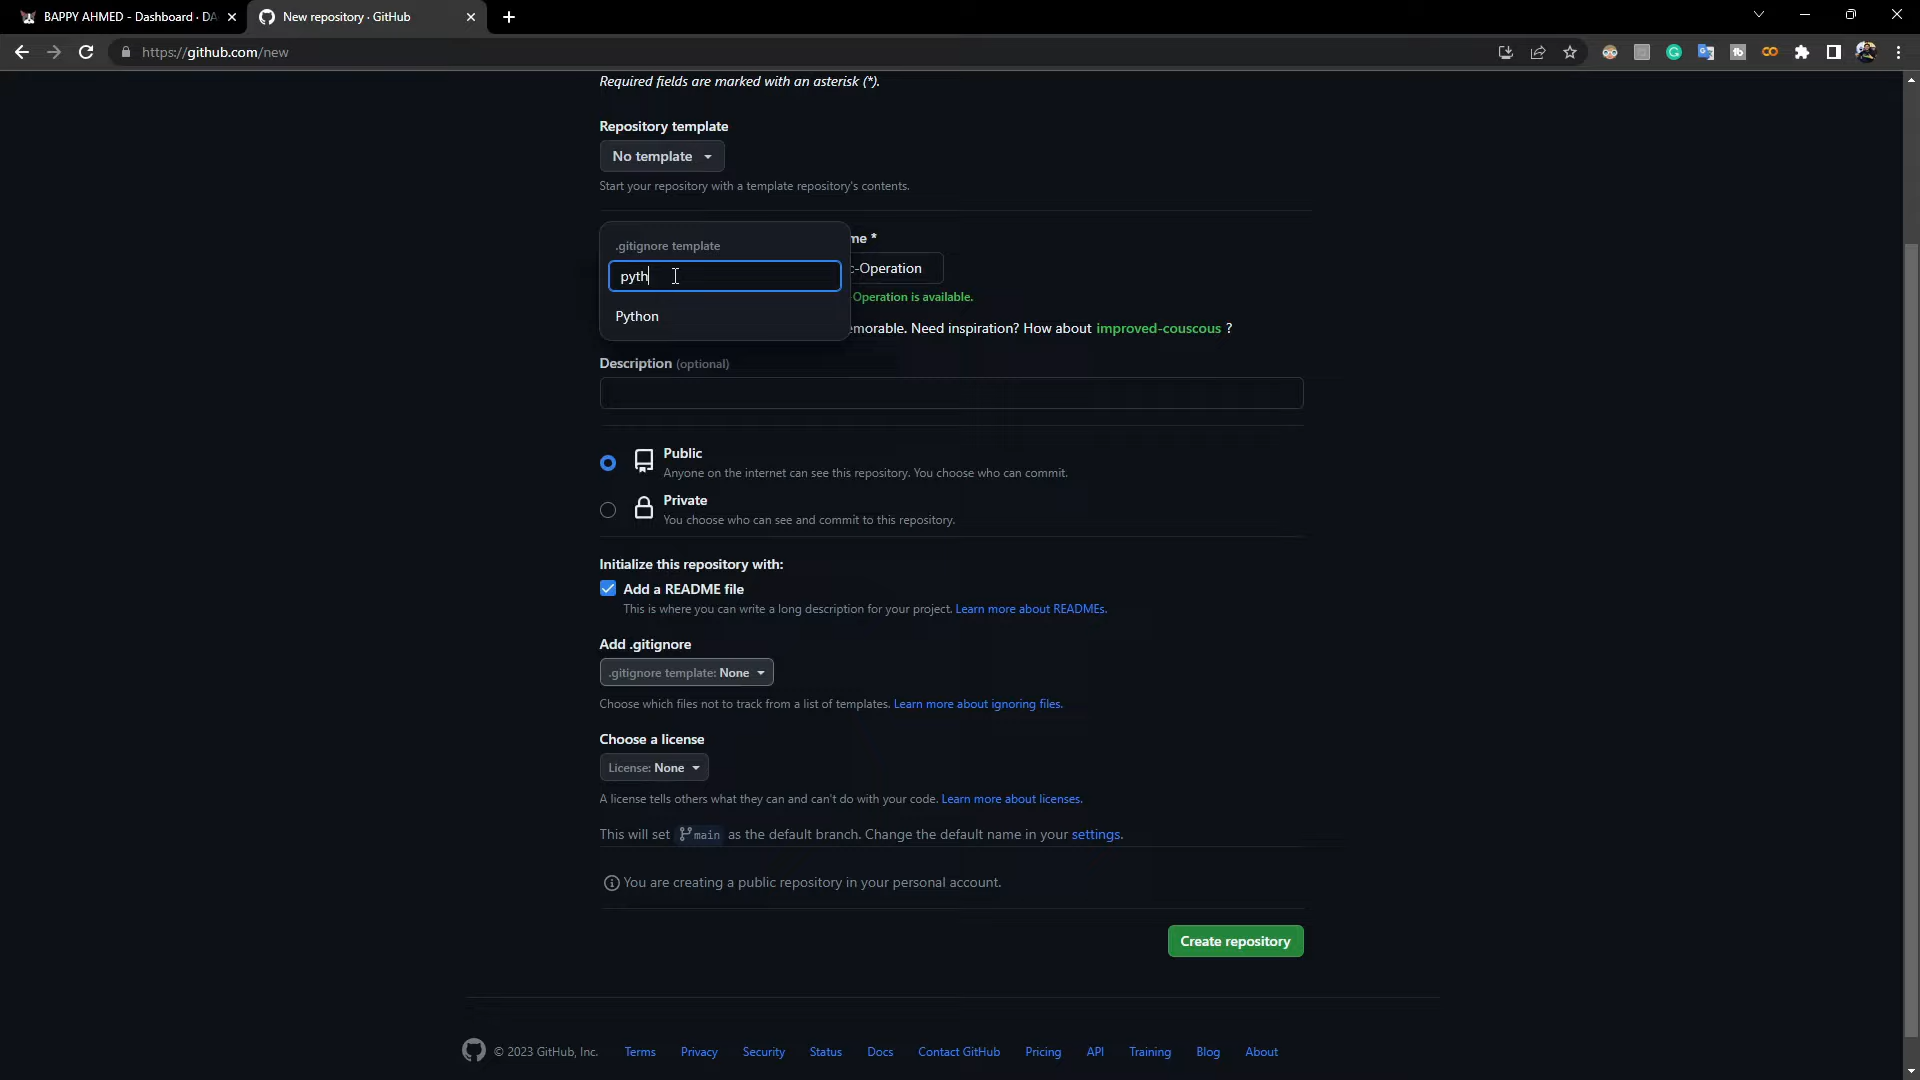 BAPPY AHMED - Dashboard · DA
New repository · GitHub
https://github.com/new
Required fields are marked with an asterisk (*).
Repository template
No template
Start your repository with a template repository's contents.
.gitignore template
me *
pyth
c-Operation
-Operation is available.
Python
emorable. Need inspiration? How about improved-couscous ?
Description (optional)
Public
Anyone on the internet can see this repository. You choose who can commit.
Private
You choose who can see and commit to this repository.
Initialize this repository with:
Add a README file
This is where you can write a long description for your project. Learn more about READMEs.
Add .gitignore
.gitignore template: None
Choose which files not to track from a list of templates. Learn more about ignoring files.
Choose a license
License: None
A license tells others what they can and can't do with your code. Learn more about licenses.
This will set main as the default branch. Change the default name in your settings.
You are creating a public repository in your personal account.
Create repository
© 2023 GitHub, Inc. Terms Privacy Security Status Docs Contact GitHub Pricing API Training Blog About